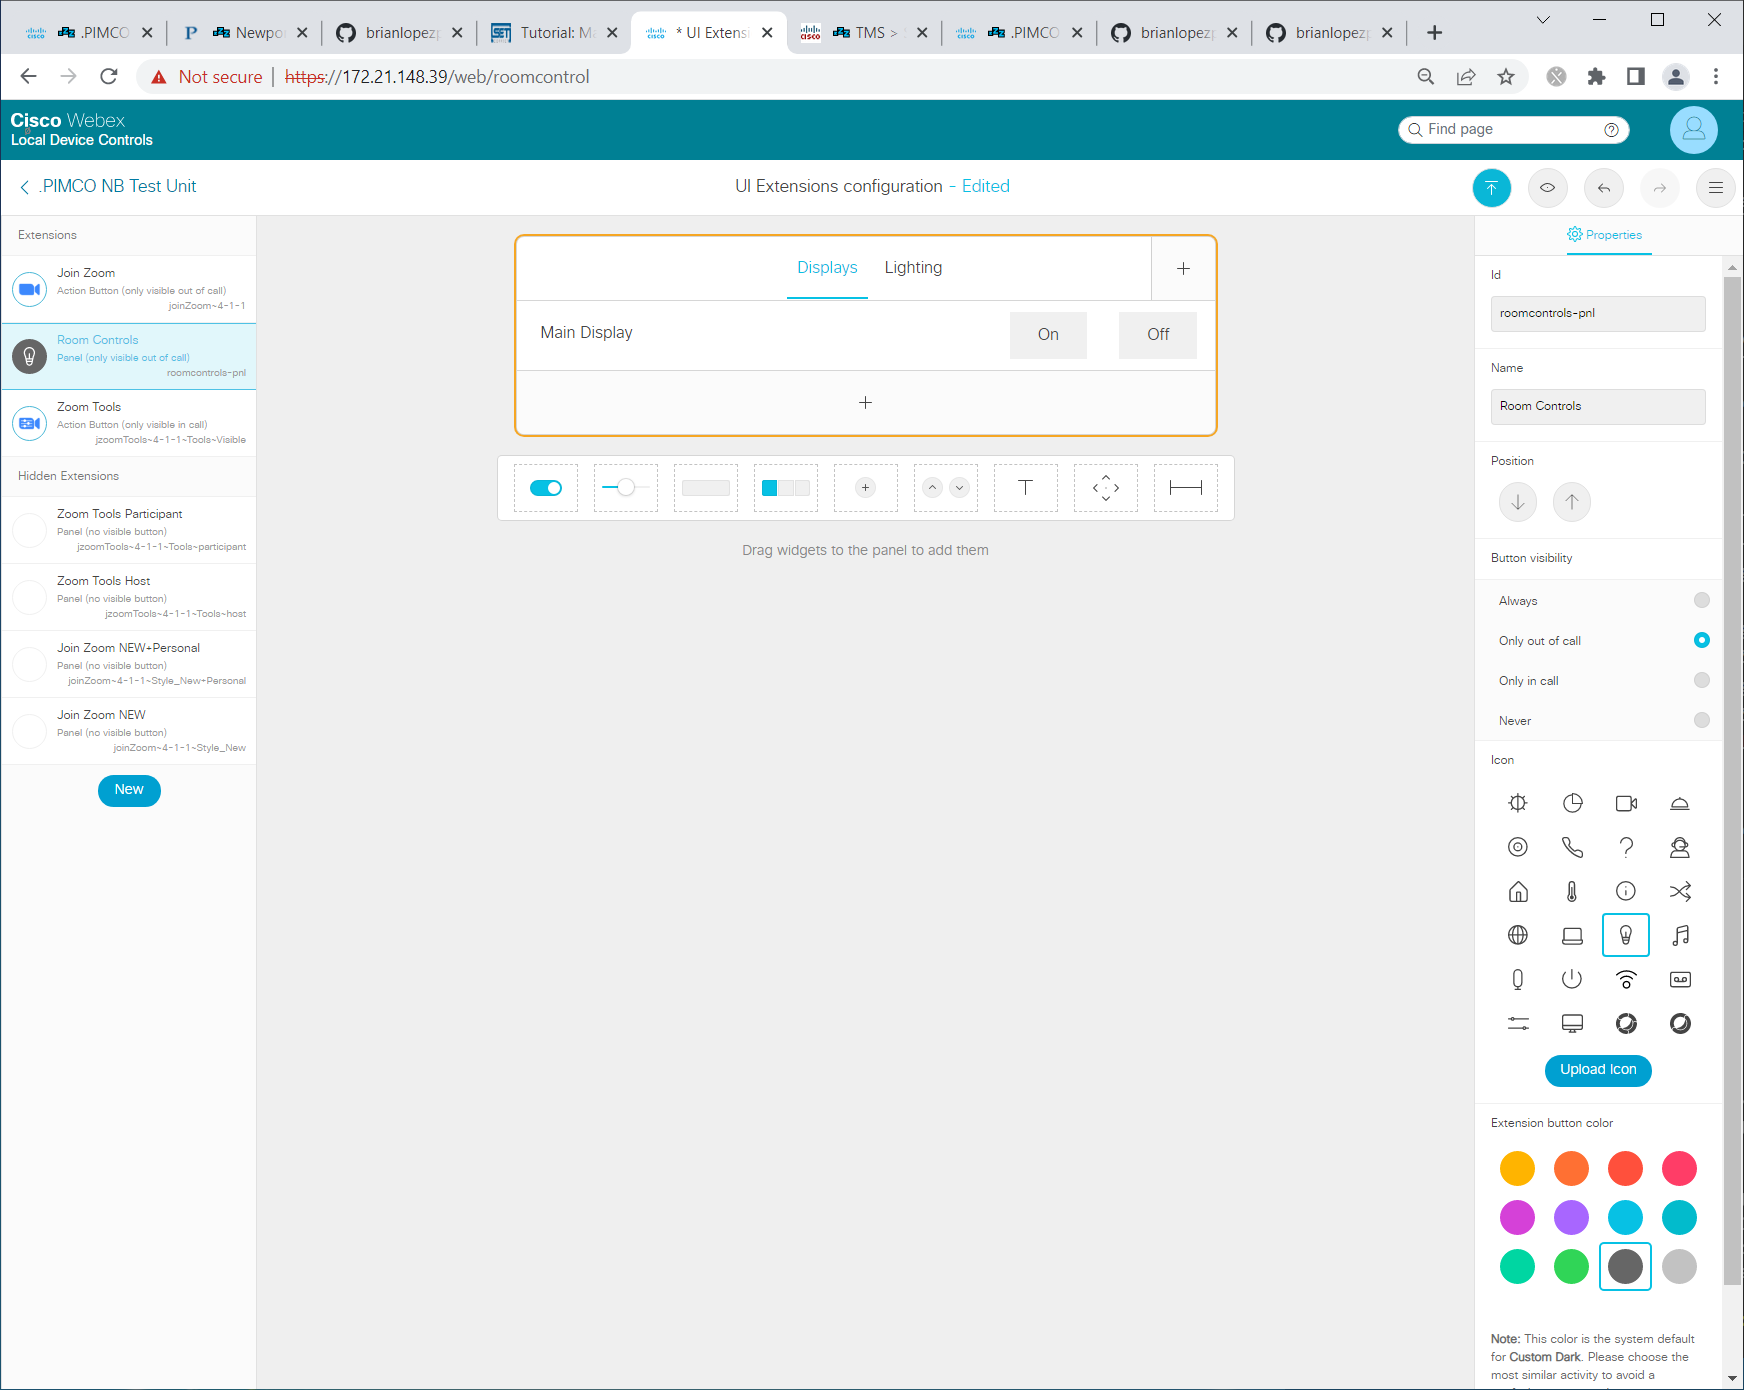 .PIMCO
Newpo
brianlopez
Tutorial: M
* UI Extensi
TMS >
.PIMCO
brianlopez
brianlopez
Not secure
https://172.21.148.39/web/roomcontrol
Cisco Webex
Local Device Controls
Find page
.PIMCO NB Test Unit
UI Extensions configuration - Edited
Extensions
Join Zoom
Action Button (only visible out of call)
joinZoom~4-1-1
Room Controls
Panel (only visible out of call)
roomcontrols-pnl
Zoom Tools
Action Button (only visible in call)
jzoomTools~4-1-1~Tools~Visible
Hidden Extensions
Zoom Tools Participant
Panel (no visible button)
jzoomTools~4-1-1~Tools~participant
Zoom Tools Host
Panel (no visible button)
jzoomTools~4-1-1~Tools~host
Join Zoom NEW+Personal
Panel (no visible button)
joinZoom~4-1-1~Style_New+Personal
Join Zoom NEW
Panel (no visible button)
joinZoom~4-1-1~Style_New
New
Displays
Lighting
Main Display
On
Off
Drag widgets to the panel to add them
Properties
Id
roomcontrols-pnl
Name
Room Controls
Position
Button visibility
Always
Only out of call
Only in call
Never
Icon
Upload Icon
Extension button color
Note: This color is the system default
for Custom Dark. Please choose the
most similar activity to avoid a